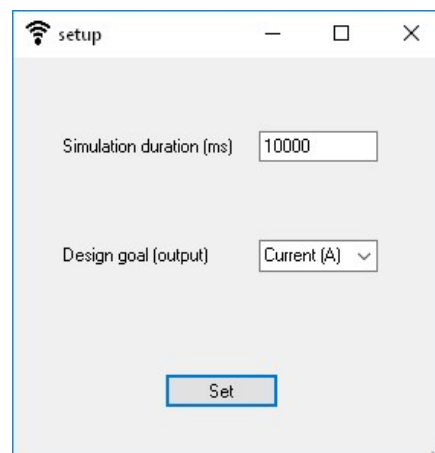 setup
Simulation duration (ms) 10000
Design goal (output) Current (A)
Set